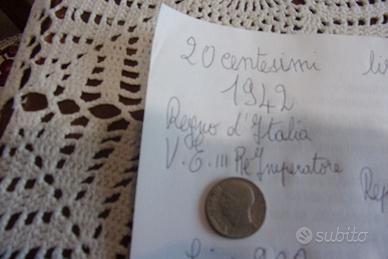 20 centesimi
1942
Regno d'Italia
V. E. III Re Imperatore
subito